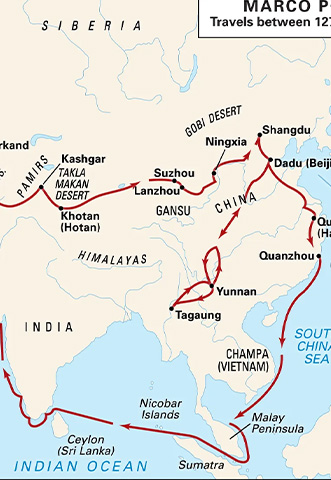 MARCO P
Travels between 127
SIBERIA
GOBI DESERT
Shangdu
Ningxia
rkand
Kashgar
Dadu (Beiji
S.
PAMIRS
TAKLA
MAKAN
DESERT
Suzhou
Lanzhou
GANSU
CHINA
Khotan
(Hotan)
Qu
(Ha
HIMALAYAS
Quanzhou
Yunnan
Tagaung
INDIA
SOUT
CHINA
SEA
CHAMPA
(VIETNAM)
Nicobar
Islands
Malay
Peninsula
Ceylon
(Sri Lanka)
INDIAN OCEAN
Sumatra